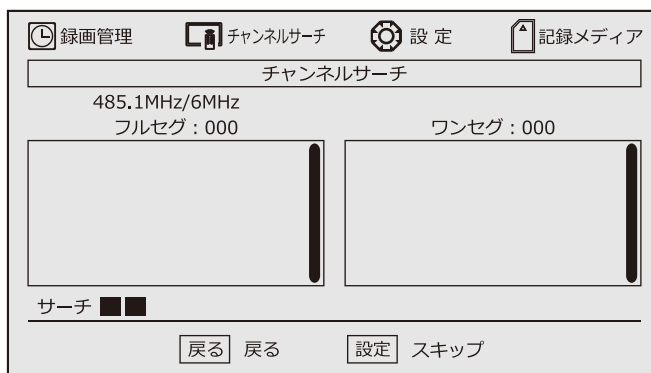 録画管理 チャンネルサーチ 設 定 記録メディア
チャンネルサーチ
485.1MHz/6MHz
フルセグ：000 ワンセグ：000
サーチ
戻る 戻る 設定 スキップ